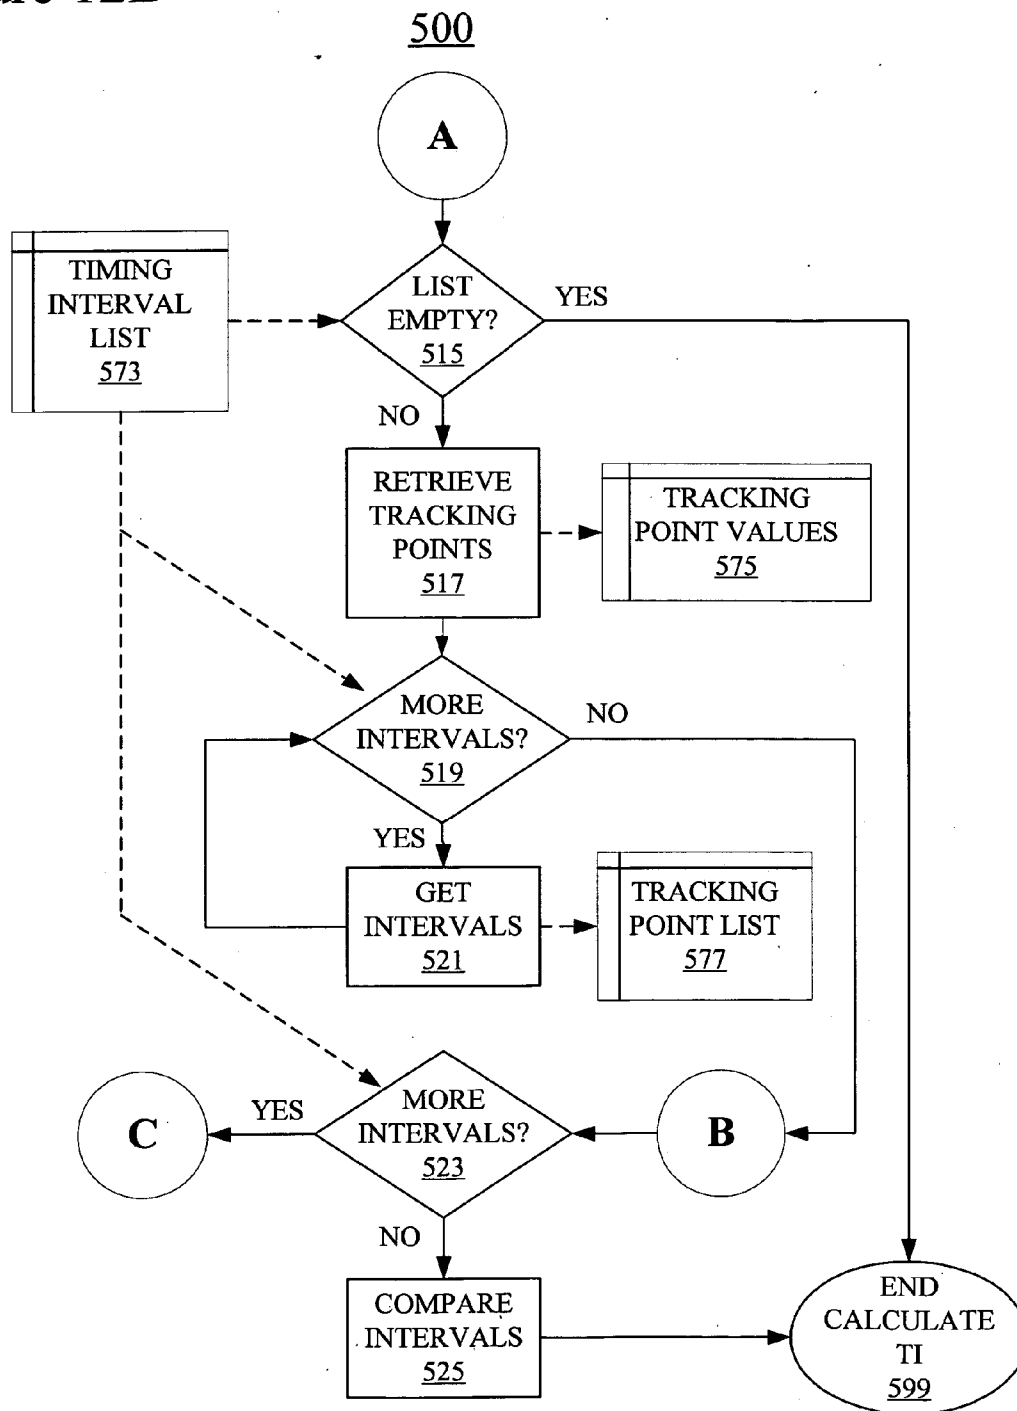 500
A
TIMING
INTERVAL
LIST
573
LIST
EMPTY?
515
YES
NO
RETRIEVE
TRACKING
POINTS
517
TRACKING
POINT VALUES
575
MORE
INTERVALS?
519
NO
YES
GET
INTERVALS
521
TRACKING
POINT LIST
577
C
YES
MORE
INTERVALS?
523
B
NO
COMPARE
INTERVALS
525
END
CALCULATE
TI
599